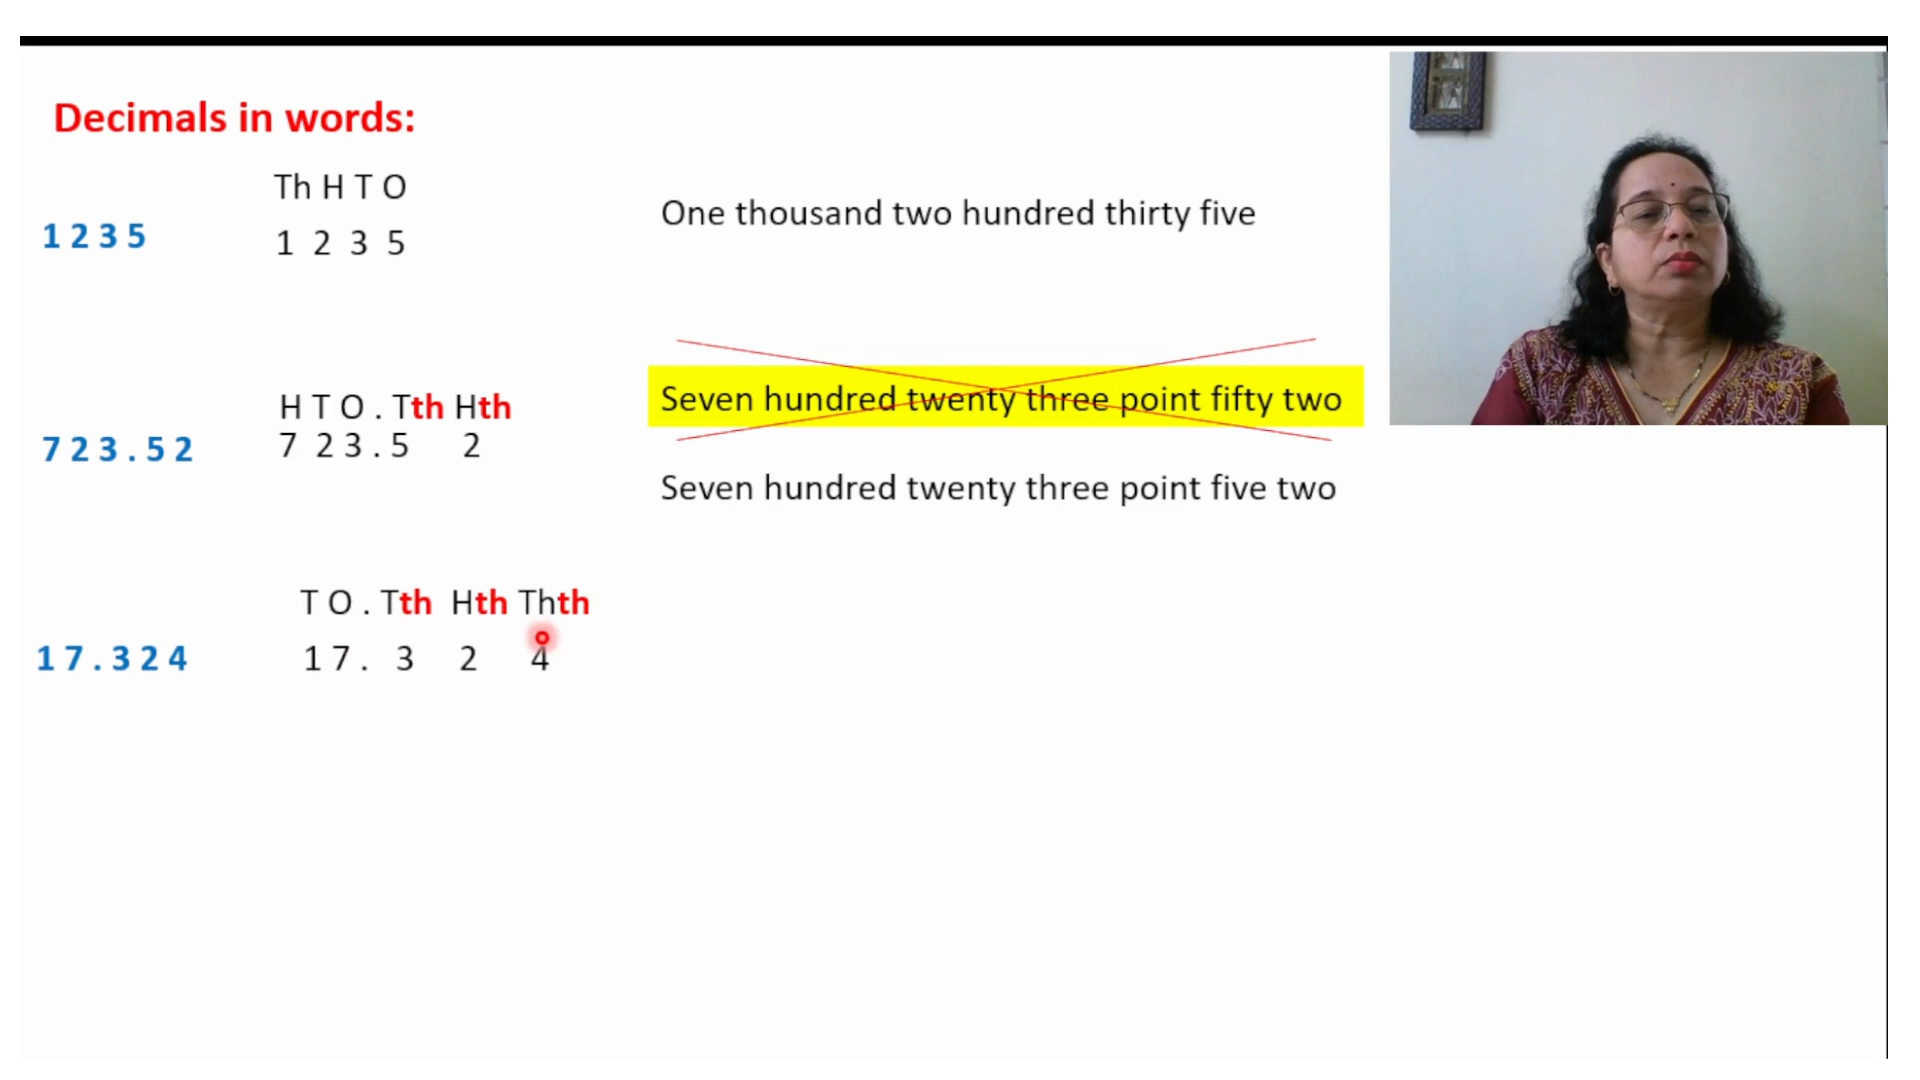 Decimals in words:
Th H T O
1 2 3 5
1 2 3 5
One thousand two hundred thirty five
H T O . Tth Hth
7 2 3 . 5 2
7 2 3 . 5 2
Seven hundred twenty three point fifty two
Seven hundred twenty three point five two
T O . Tth Hth Thth
1 7 . 3 2 4
1 7 . 3 2 4